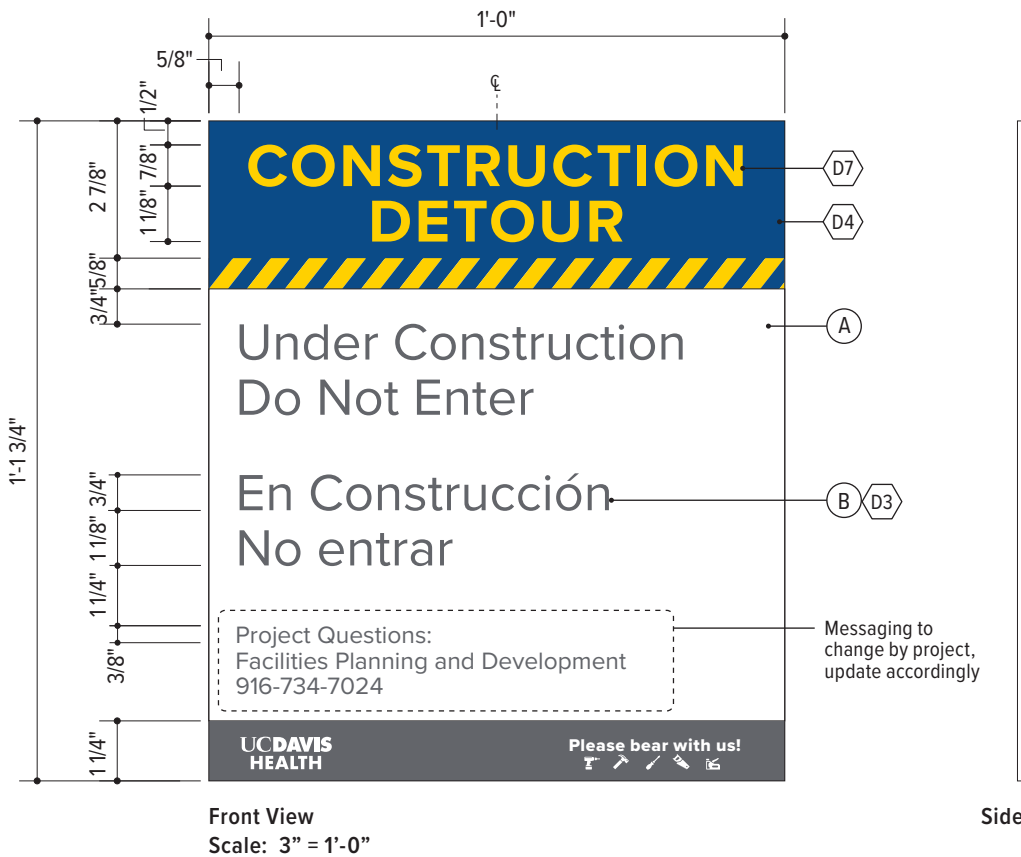 1'-0"
5/8"
℄
1/2"
7/8"
1 1/8"
2 7/8"
5/8"
3/4"
1'-1 3/4"
CONSTRUCTION
DETOUR
D7
D4
Under Construction
Do Not Enter
A
En Construcción
No entrar
B D3
3/4"
1 1/8"
1 1/4"
3/8"
1 1/4"
Project Questions:
Facilities Planning and Development
916-734-7024
Messaging to
change by project,
update accordingly
UCDAVIS
HEALTH
Please bear with us!
Front View
Scale: 3” = 1’-0”
Side